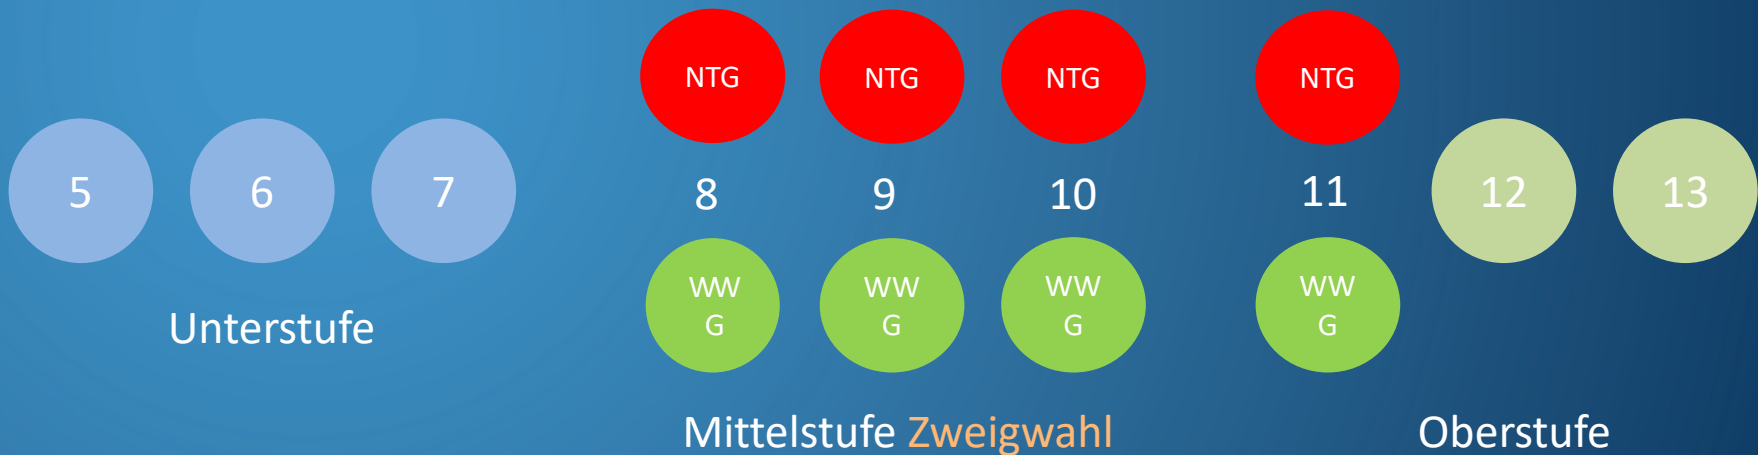 NTG NTG NTG NTG
5 6 7 8 9 10 11 12 13
WW WW WW WW
G G G G
Unterstufe
Mittelstufe Zweigwahl Oberstufe